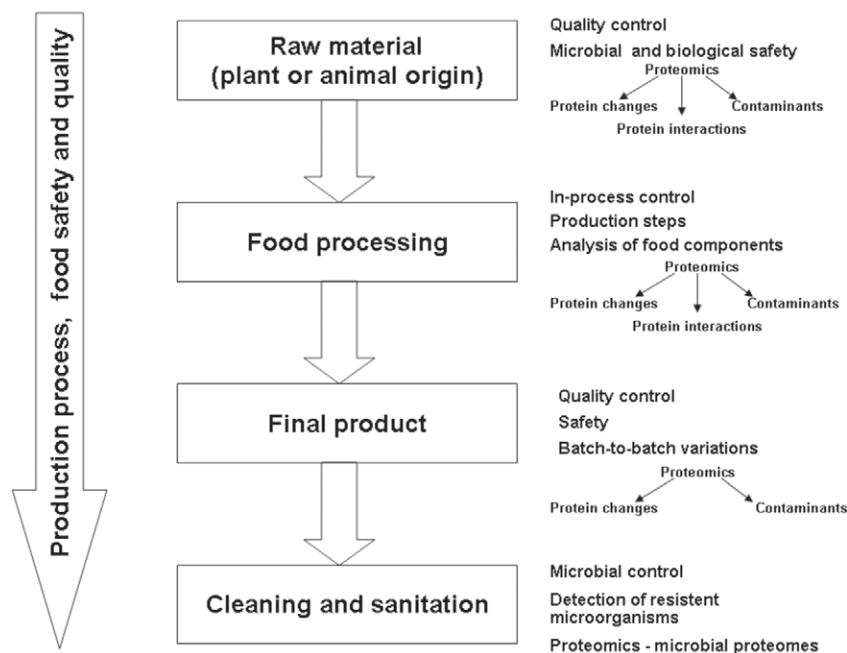 Production process, food safety and quality
Raw material
(plant or animal origin)
Quality control
Microbial and biological safety
Proteomics
Protein changes
Contaminants
Protein interactions
Food processing
In-process control
Production steps
Analysis of food components
Proteomics
Protein changes
Contaminants
Protein interactions
Final product
Quality control
Safety
Batch-to-batch variations
Proteomics
Protein changes
Contaminants
Cleaning and sanitation
Microbial control
Detection of resistent
microorganisms
Proteomics - microbial proteomes